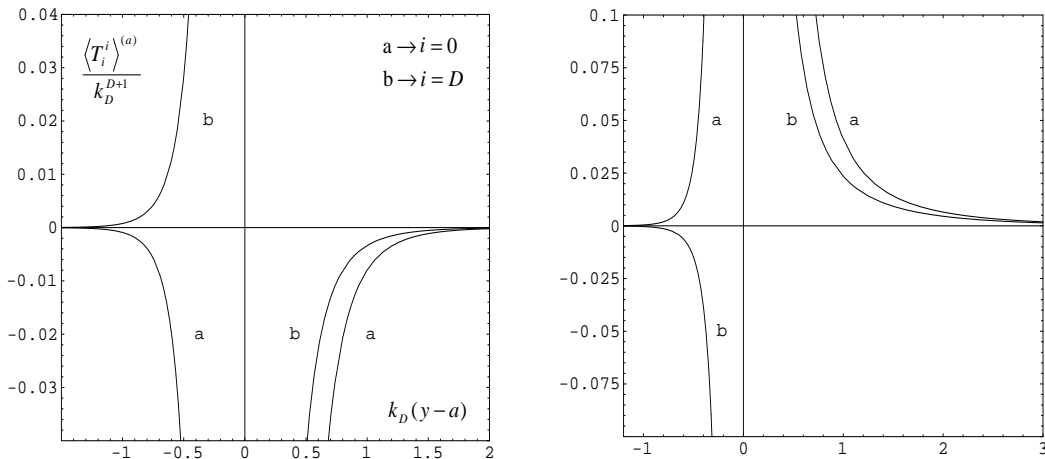 0.04
0.03
0.02
0.01
0
-0.01
-0.02
-0.03
-1
-0.5
0
0.5
1
1.5
2
⟨T_i^i⟩^(a)
k_D^{D+1}
a → i = 0
b → i = D
b
a
b
a
k_D (y − a)
0.1
0.075
0.05
0.025
0
-0.025
-0.05
-0.075
-1
0
1
2
3
a
b
a
b